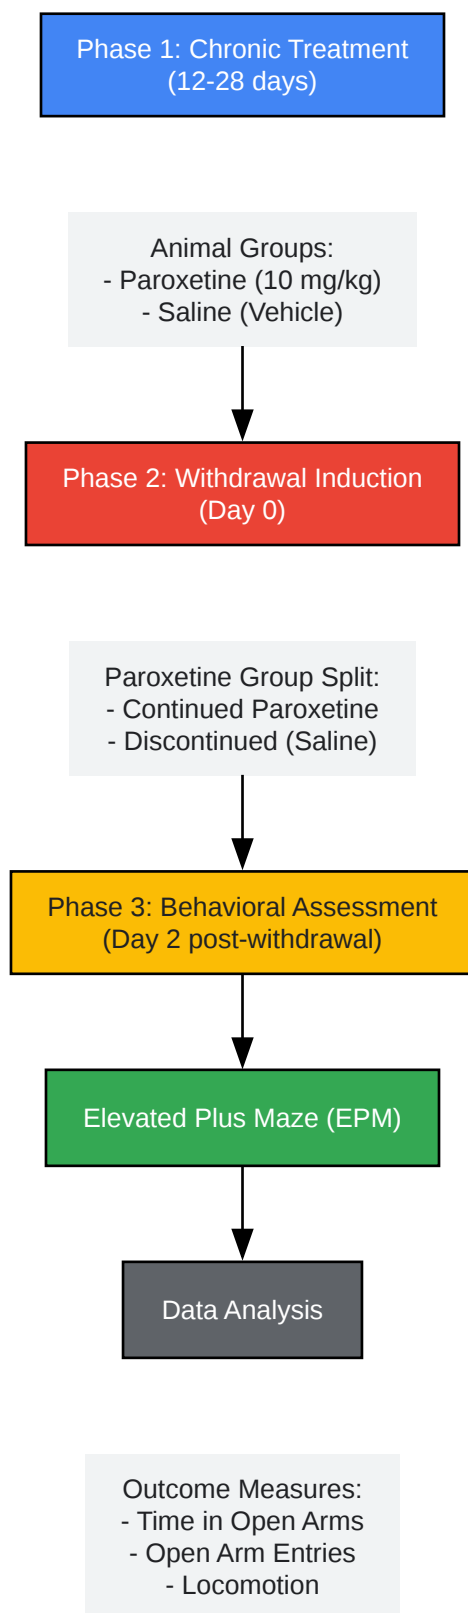 Phase 1: Chronic Treatment
(12-28 days)
Animal Groups:
- Paroxetine (10 mg/kg)
- Saline (Vehicle)
Phase 2: Withdrawal Induction
(Day 0)
Paroxetine Group Split:
- Continued Paroxetine
- Discontinued (Saline)
Phase 3: Behavioral Assessment
(Day 2 post-withdrawal)
Elevated Plus Maze (EPM)
Data Analysis
Outcome Measures:
- Time in Open Arms
- Open Arm Entries
- Locomotion